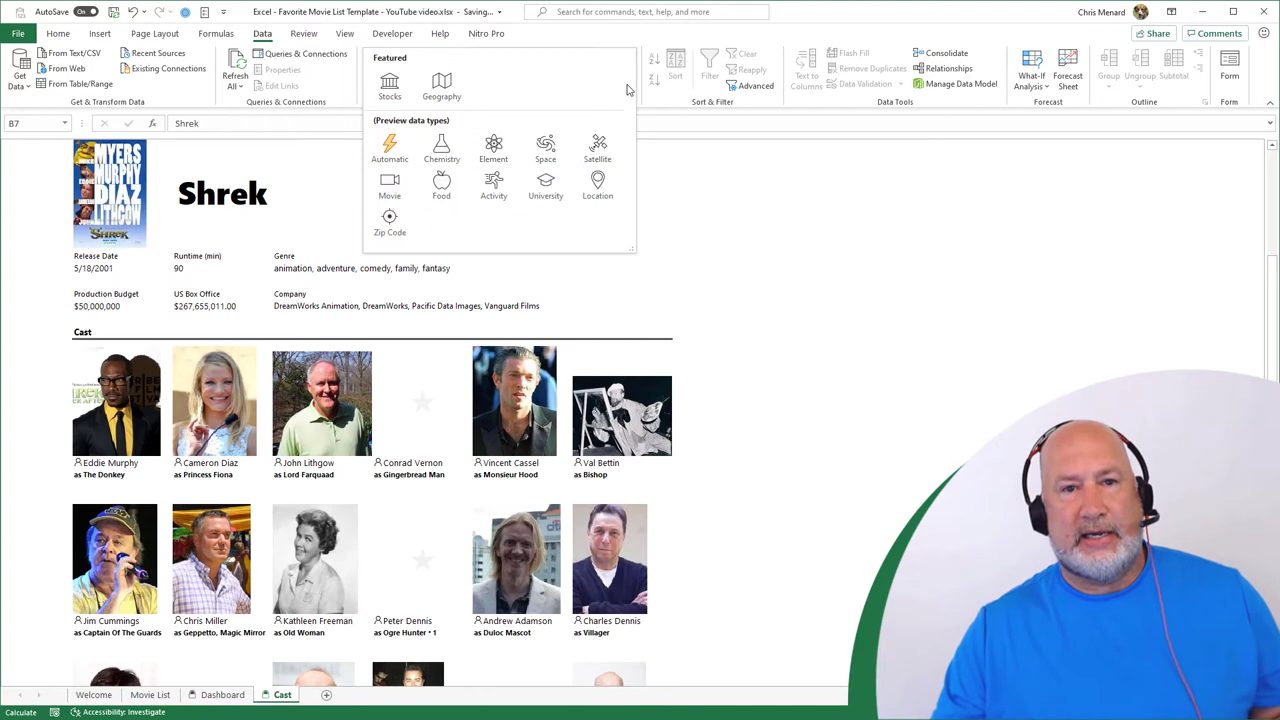 AutoSave
On
Excel - Favorite Movie List Template - YouTube video.xlsx - Saving...
Search for commands, text, help, and more
Chris Menard
File
Home
Insert
Page Layout
Formulas
Data
Review
View
Developer
Help
Nitro Pro
Share
Comments
Get
Data
From Text/CSV
From Web
From Table/Range
Recent Sources
Existing Connections
Get & Transform Data
Refresh
All
Queries & Connections
Properties
Edit Links
Queries & Connections
Featured
Stocks
Geography
(Preview data types)
Automatic
Chemistry
Element
Space
Satellite
Movie
Food
Activity
University
Location
Zip Code
Sort
Filter
Clear
Reapply
Advanced
Sort & Filter
Text to
Columns
Flash Fill
Remove Duplicates
Data Validation
Consolidate
Relationships
Manage Data Model
Data Tools
What-If
Analysis
Forecast
Sheet
Forecast
Group
Ungroup
Subtotal
Outline
Form
Form
B7
Shrek
MYERS
MURPHY
DIAZ
LITHGOW
SHREK
Shrek
Release Date
Runtime (min)
Genre
5/18/2001
90
animation, adventure, comedy, family, fantasy
Production Budget
US Box Office
Company
$50,000,000
$267,655,011.00
DreamWorks Animation, DreamWorks, Pacific Data Images, Vanguard Films
Cast
Eddie Murphy
as The Donkey
Cameron Diaz
as Princess Fiona
John Lithgow
as Lord Farquaad
Conrad Vernon
as Gingerbread Man
Vincent Cassel
as Monsieur Hood
Val Bettin
as Bishop
Jim Cummings
as Captain Of The Guards
Chris Miller
as Geppetto, Magic Mirror
Kathleen Freeman
as Old Woman
Peter Dennis
as Ogre Hunter • 1
Andrew Adamson
as Duloc Mascot
Charles Dennis
as Villager
Welcome
Movie List
Dashboard
Cast
Calculate
Accessibility: Investigate